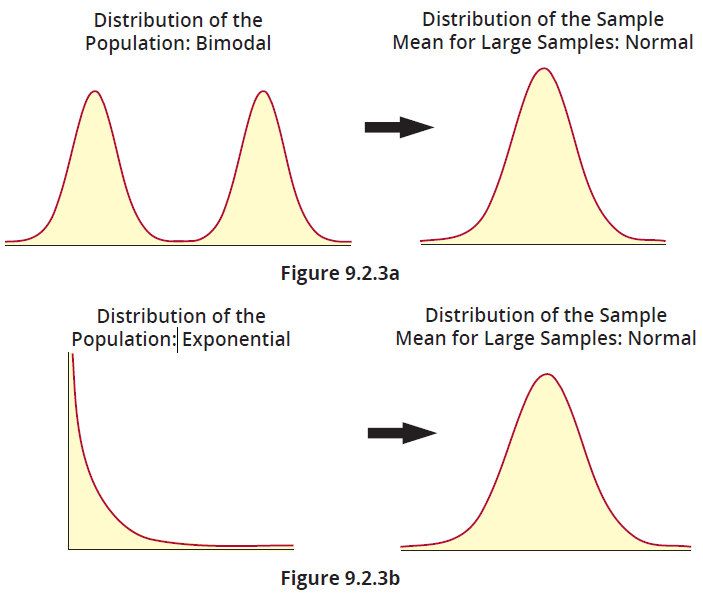 Distribution of the
Population: Bimodal
Distribution of the Sample
Mean for Large Samples: Normal
Figure 9.2.3a
Distribution of the
Population: Exponential
Distribution of the Sample
Mean for Large Samples: Normal
Figure 9.2.3b